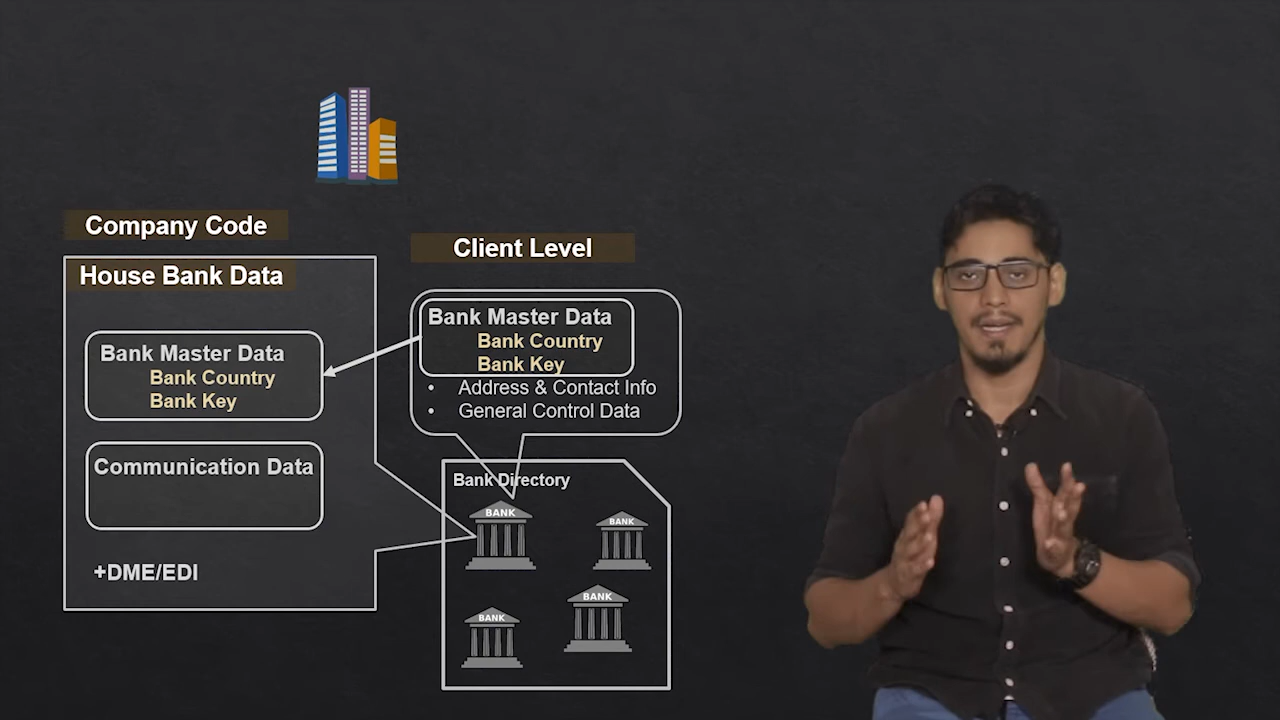 Company Code
House Bank Data
Bank Master Data
Bank Country
Bank Key
Communication Data
+DME/EDI
Client Level
Bank Master Data
Bank Country
Bank Key
• Address & Contact Info
• General Control Data
Bank Directory
BANK
BANK
BANK
BANK